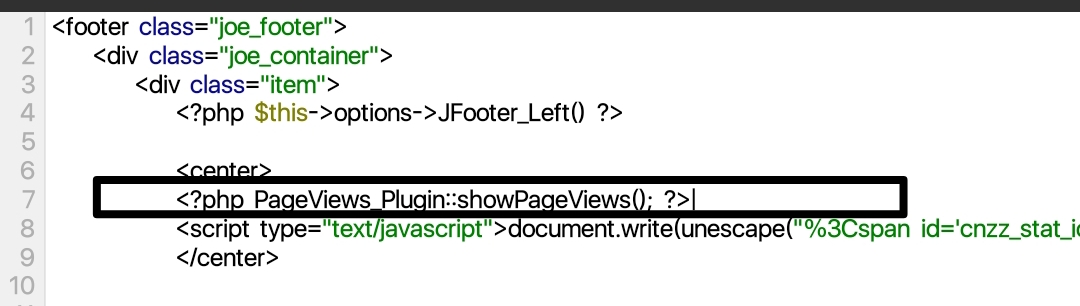 1 <footer class="joe_footer">
2 <div class="joe_container">
3 <div class="item">
4 <?php $this->options->JFooter_Left() ?>
5
6 <center>
7 <?php PageViews_Plugin::showPageViews(); ?>
8 <script type="text/javascript">document.write(unescape("%3Cspan id='cnzz_stat_ic
9 </center>
10